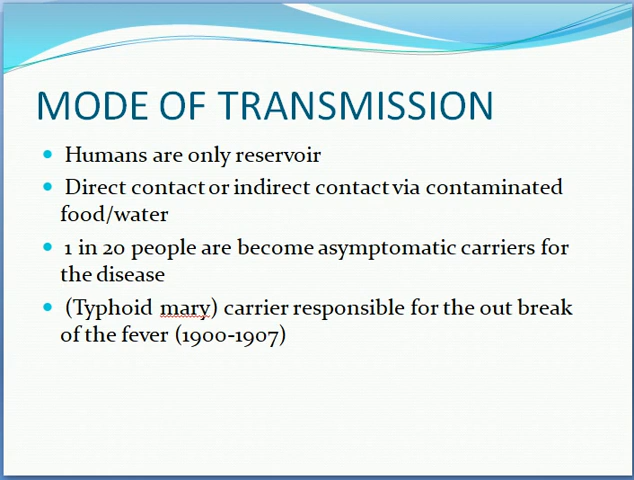 MODE OF TRANSMISSION
Humans are only reservoir
Direct contact or indirect contact via contaminated
food/water
1 in 20 people are become asymptomatic carriers for
the disease
(Typhoid mary) carrier responsible for the out break
of the fever (1900-1907)